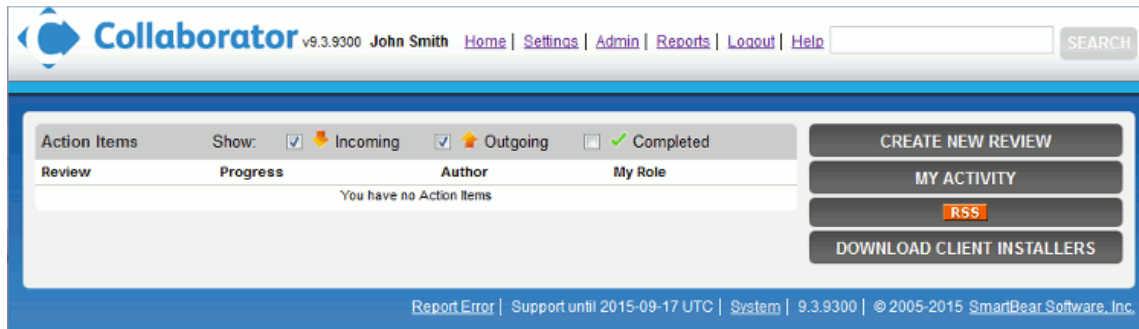 Collaborator v9.3.9300 John Smith Home | Settings | Admin | Reports | Logout | Help SEARCH
Action Items Show: Incoming Outgoing Completed
Review Progress Author My Role
You have no Action Items
CREATE NEW REVIEW
MY ACTIVITY
RSS
DOWNLOAD CLIENT INSTALLERS
Report Error | Support until 2015-09-17 UTC | System | 9.3.9300 | © 2005-2015 SmartBear Software, Inc.